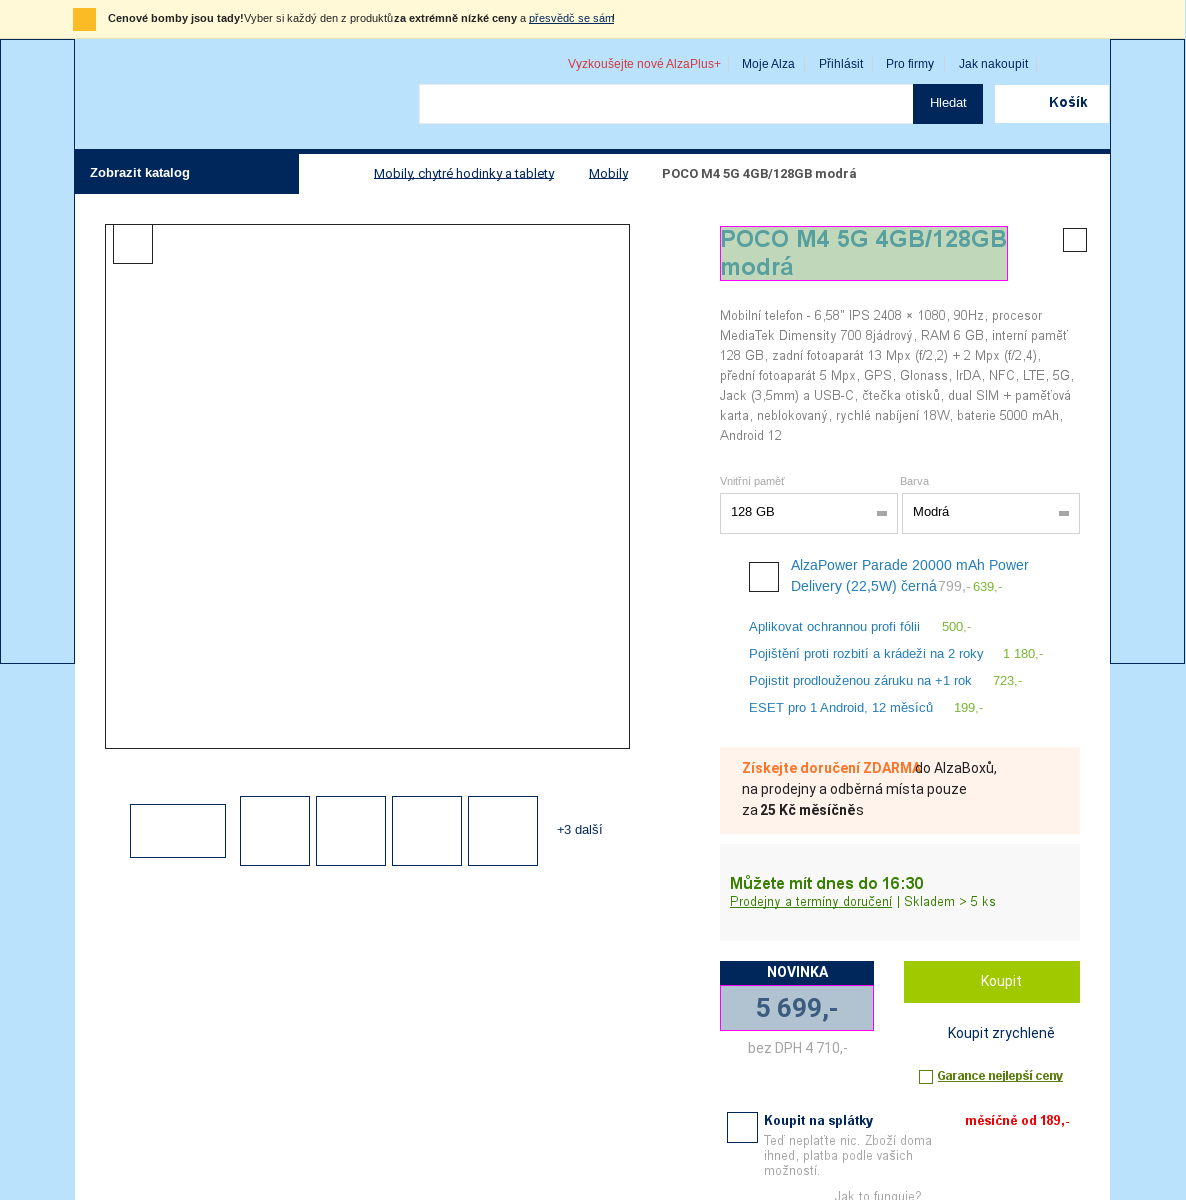 Cenové bomby jsou tady!Vyber si každý den z produktů za extrémně nízké ceny a přesvědč se sám!
Vyzkoušejte nové AlzaPlus+
Moje Alza
Přihlásit
Pro firmy
Jak nakoupit
Hledat
Košík
Zobrazit katalog
Mobily, chytré hodinky a tablety
Mobily
POCO M4 5G 4GB/128GB modrá
POCO M4 5G 4GB/128GB
modrá
Mobilní telefon - 6,58" IPS 2408 × 1080, 90Hz, procesor
MediaTek Dimensity 700 8jádrový, RAM 6 GB, interní paměť
128 GB, zadní fotoaparát 13 Mpx (f/2,2) + 2 Mpx (f/2,4),
přední fotoaparát 5 Mpx, GPS, Glonass, IrDA, NFC, LTE, 5G,
Jack (3,5mm) a USB-C, čtečka otisků, dual SIM + paměťová
karta, neblokovaný, rychlé nabíjení 18W, baterie 5000 mAh,
Android 12
Vnitřní paměť
Barva
128 GB
Modrá
AlzaPower Parade 20000 mAh Power
Delivery (22,5W) černá 799,- 639,-
Aplikovat ochrannou profi fólii 500,-
Pojištění proti rozbití a krádeži na 2 roky 1 180,-
Pojistit prodlouženou záruku na +1 rok 723,-
ESET pro 1 Android, 12 měsíců 199,-
Získejte doručení ZDARMA do AlzaBoxů,
na prodejny a odběrná místa pouze
za 25 Kč měsíčně s
+3 další
Můžete mít dnes do 16:30
Prodejny a termíny doručení | Skladem > 5 ks
NOVINKA
5 699,-
bez DPH 4 710,-
Koupit
Koupit zrychleně
Garance nejlepší ceny
Koupit na splátky
měsíčně od 189,-
Teď neplaťte nic. Zboží doma
ihned, platba podle vašich
možností.
Jak to funguje?